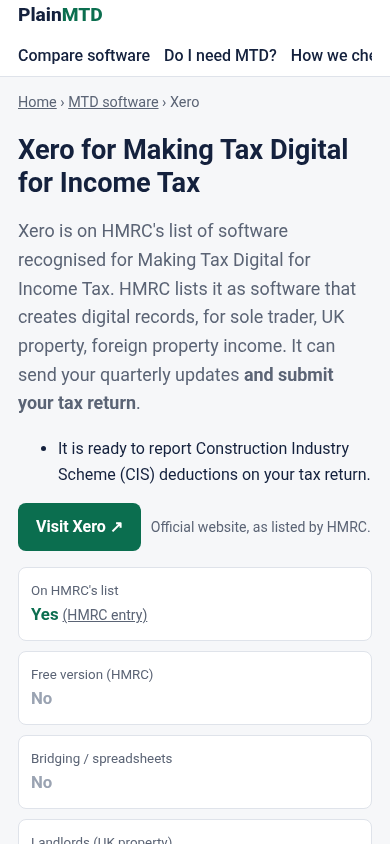 PlainMTD
Compare software Do I need MTD? How we che
Home › MTD software › Xero
Xero for Making Tax Digital
for Income Tax
Xero is on HMRC's list of software
recognised for Making Tax Digital for
Income Tax. HMRC lists it as software that
creates digital records, for sole trader, UK
property, foreign property income. It can
send your quarterly updates and submit
your tax return.
• It is ready to report Construction Industry
Scheme (CIS) deductions on your tax return.
Visit Xero ↗ Official website, as listed by HMRC.
On HMRC's list
Yes (HMRC entry)
Free version (HMRC)
No
Bridging / spreadsheets
No
Landlords (UK property)